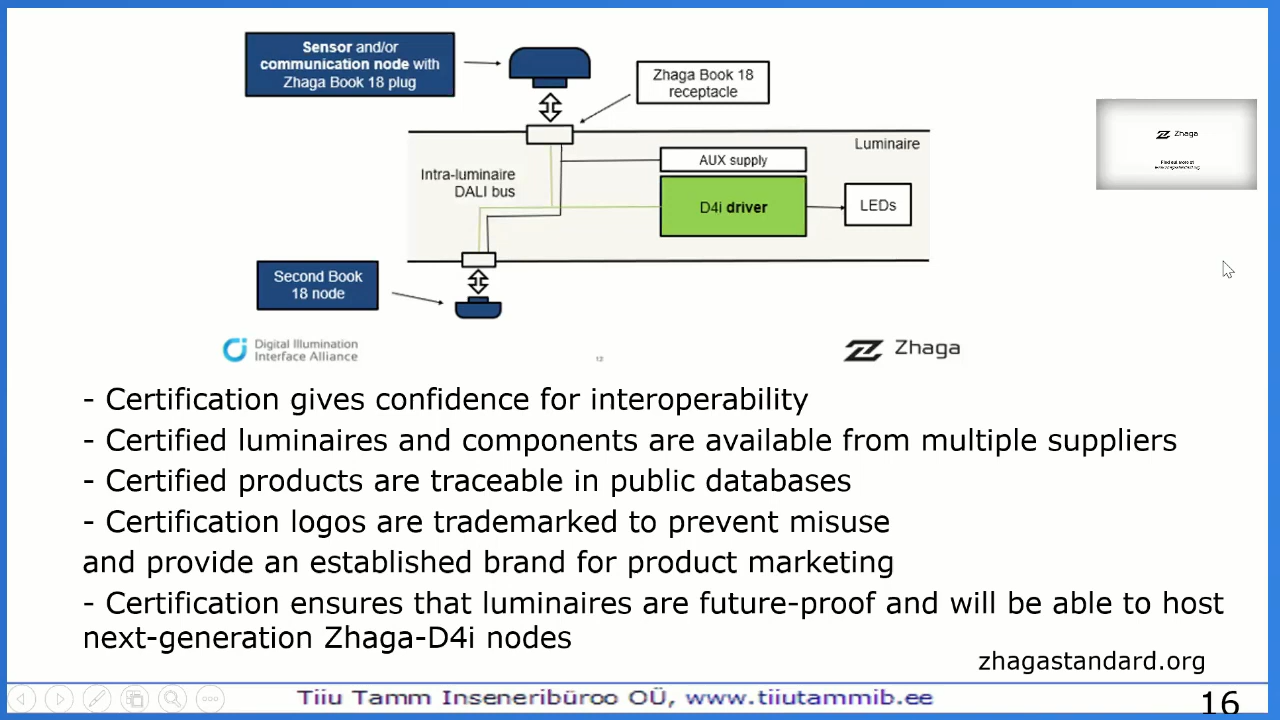 Sensor and/or
communication node with
Zhaga Book 18 plug
Zhaga Book 18
receptacle
Luminaire
AUX supply
Intra-luminaire
DALI bus
D4i driver
LEDs
Second Book
18 node
Digital Illumination
Interface Alliance
Zhaga
Zhaga
- Certification gives confidence for interoperability
- Certified luminaires and components are available from multiple suppliers
- Certified products are traceable in public databases
- Certification logos are trademarked to prevent misuse
and provide an established brand for product marketing
- Certification ensures that luminaires are future-proof and will be able to host
next-generation Zhaga-D4i nodes
zhagastandard.org
Tiiu Tamm Inseneribüroo OÜ, www.tiiutammib.ee
16